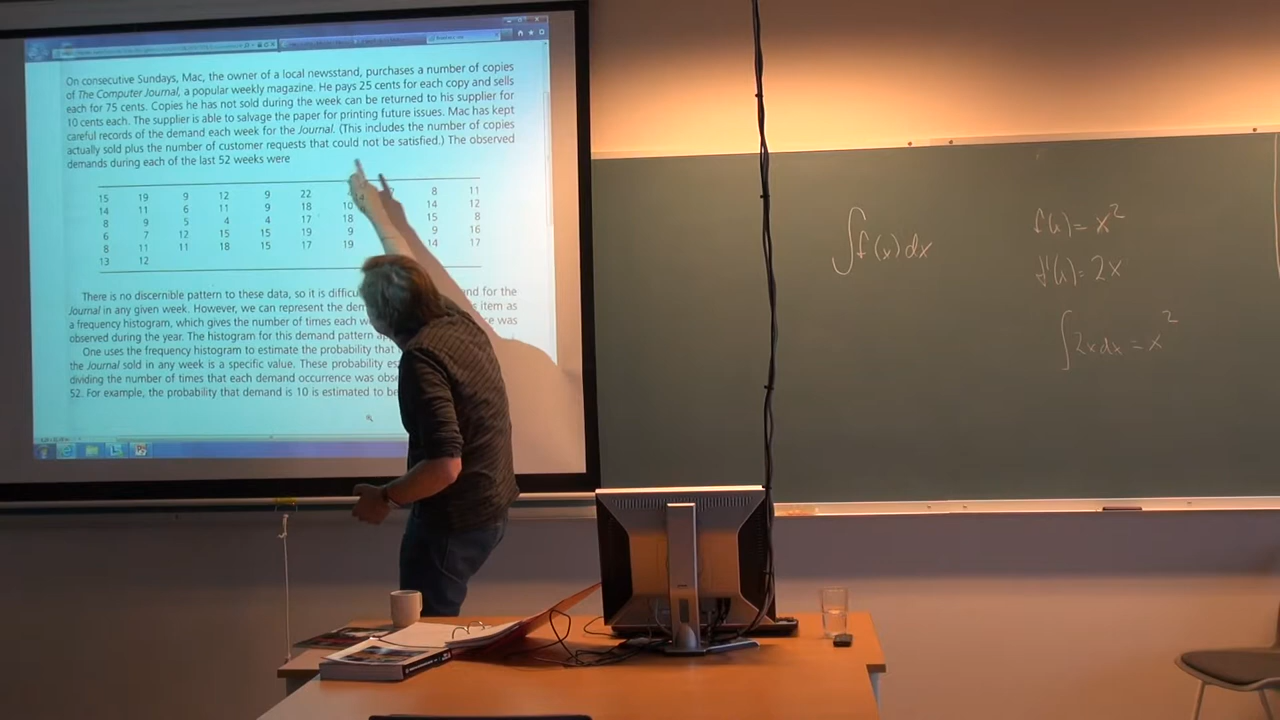 On consecutive Sundays, Mac, the owner of a local newsstand, purchases a number of copies
of The Computer Journal, a popular weekly magazine. He pays 25 cents for each copy and sells
each for 75 cents. Copies he has not sold during the week can be returned to his supplier for
10 cents each. The supplier is able to salvage the paper for printing future issues. Mac has kept
careful records of the demand each week for the Journal. (This includes the number of copies
actually sold plus the number of customer requests that could not be satisfied.) The observed
demands during each of the last 52 weeks were
15 19 9 12 9 22 8 11
14 11 6 11 9 18 10 14 12
8 9 5 4 4 17 18 15 8
6 7 12 15 15 19 9 9 16
8 11 11 18 15 17 19 14 17
13 12
There is no discernible pattern to these data, so it is difficu nd for the
Journal in any given week. However, we can represent the dem item as
a frequency histogram, which gives the number of times each w nce was
observed during the year. The histogram for this demand pattern
One uses the frequency histogram to estimate the probability that
the Journal sold in any week is a specific value. These probability es
dividing the number of times that each demand occurrence was obs
52. For example, the probability that demand is 10 is estimated to be
∫f(x)dx
f(x) = x²
f'(x) = 2x
∫2xdx = x²